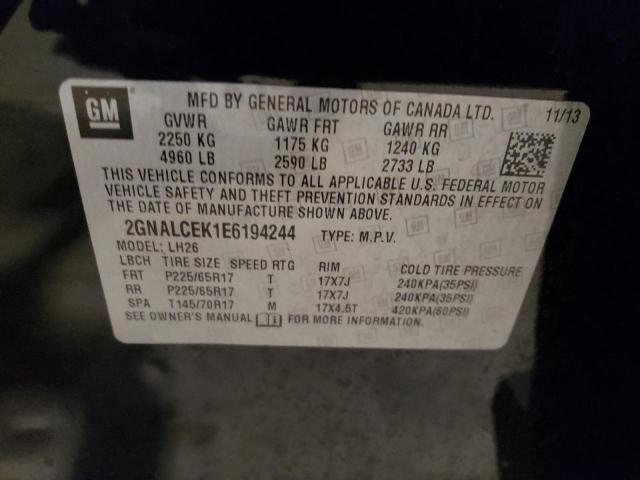 GM
MFD BY GENERAL MOTORS OF CANADA LTD. 11/13
GVWR GAWR FRT GAWR RR
2250 KG 1175 KG 1240 KG
4960 LB 2590 LB 2733 LB
THIS VEHICLE CONFORMS TO ALL APPLICABLE U.S. FEDERAL MOTOR
VEHICLE SAFETY AND THEFT PREVENTION STANDARDS IN EFFECT ON
THE DATE OF MANUFACTURE SHOWN ABOVE.
2GNALCEK1E6194244 TYPE: M.P.V.
MODEL: LH26
LBCH TIRE SIZE SPEED RTG RIM COLD TIRE PRESSURE
FRT P225/65R17 T 17X7J 240KPA(35PSI)
RR P225/65R17 T 17X7J 240KPA(35PSI)
SPA T145/70R17 M 17X4.5T 420KPA(60PSI)
SEE OWNER'S MANUAL FOR MORE INFORMATION.